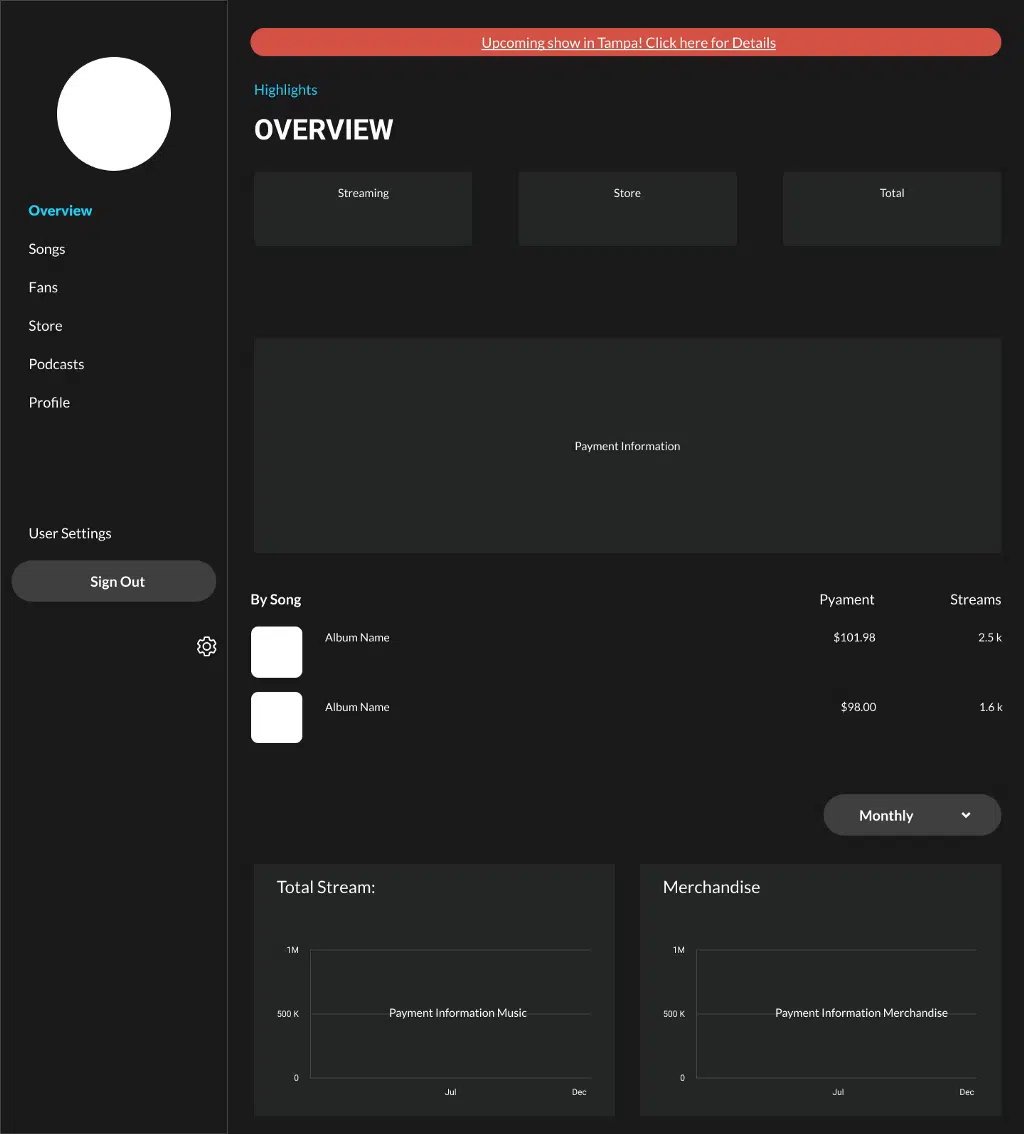 Upcoming show in Tampa! Click here for Details
Highlights
OVERVIEW
Overview
Songs
Fans
Store
Podcasts
Profile
User Settings
Sign Out
Streaming
Store
Total
Payment Information
By Song
Pyament
Streams
Album Name
$101.98
2.5 k
Album Name
$98.00
1.6 k
Monthly
Total Stream:
1M
500 K
Payment Information Music
0
Jul
Dec
Merchandise
1M
500 K
Payment Information Merchandise
0
Jul
Dec